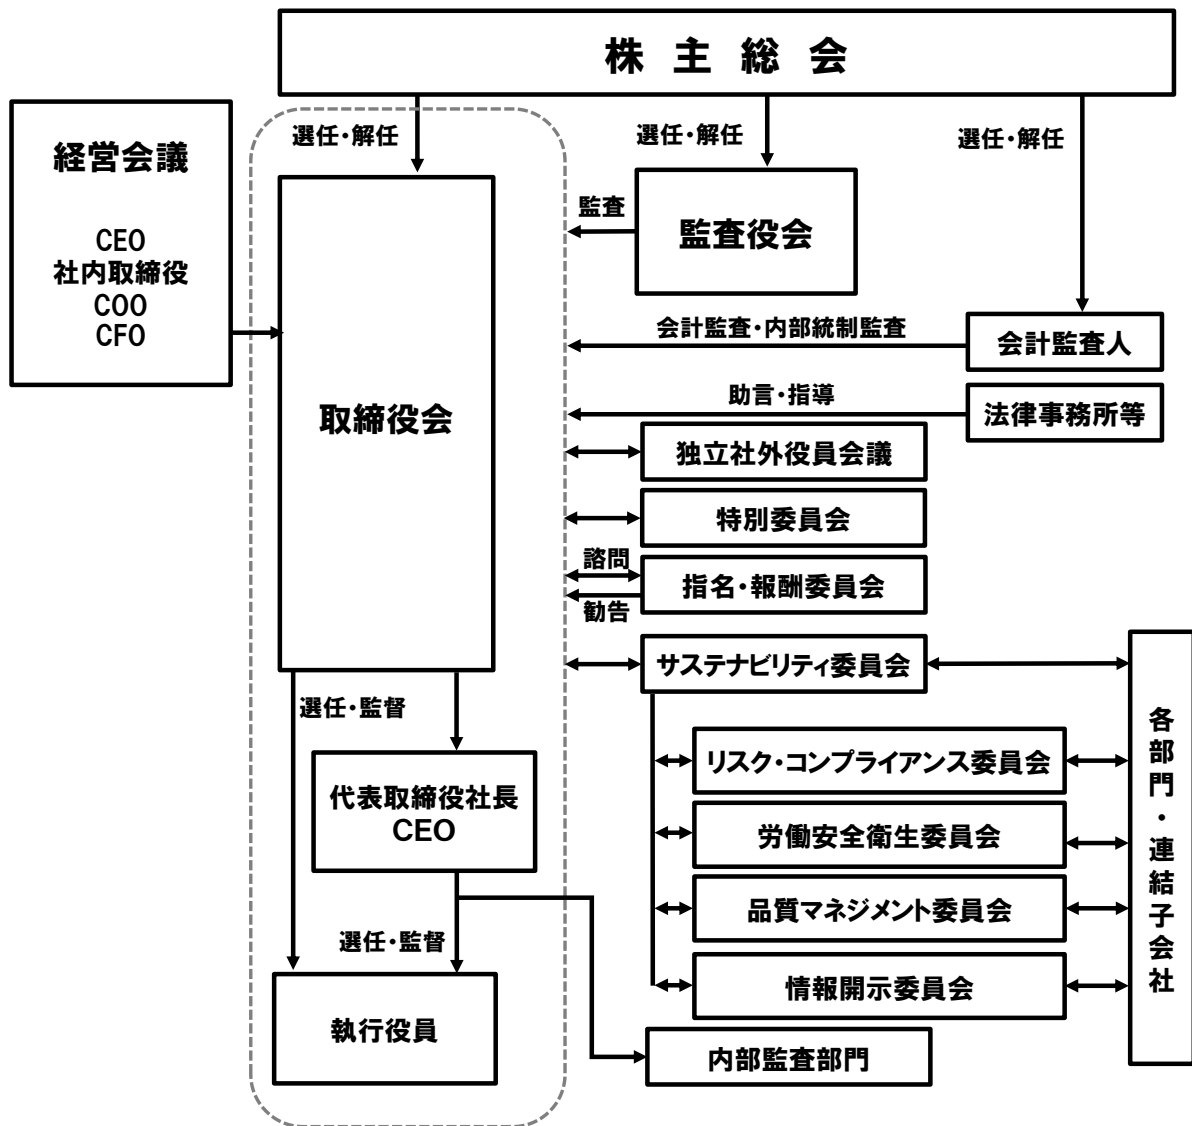 株主総会
選任・解任
選任・解任
選任・解任
経営会議
CEO
社内取締役
COO
CFO
監査
監査役会
会計監査・内部統制監査
会計監査人
取締役会
助言・指導
法律事務所等
独立社外役員会議
特別委員会
諮問
指名・報酬委員会
勧告
サステナビリティ委員会
選任・監督
各部門・連結子会社
リスク・コンプライアンス委員会
代表取締役社長
CEO
労働安全衛生委員会
品質マネジメント委員会
選任・監督
情報開示委員会
執行役員
内部監査部門